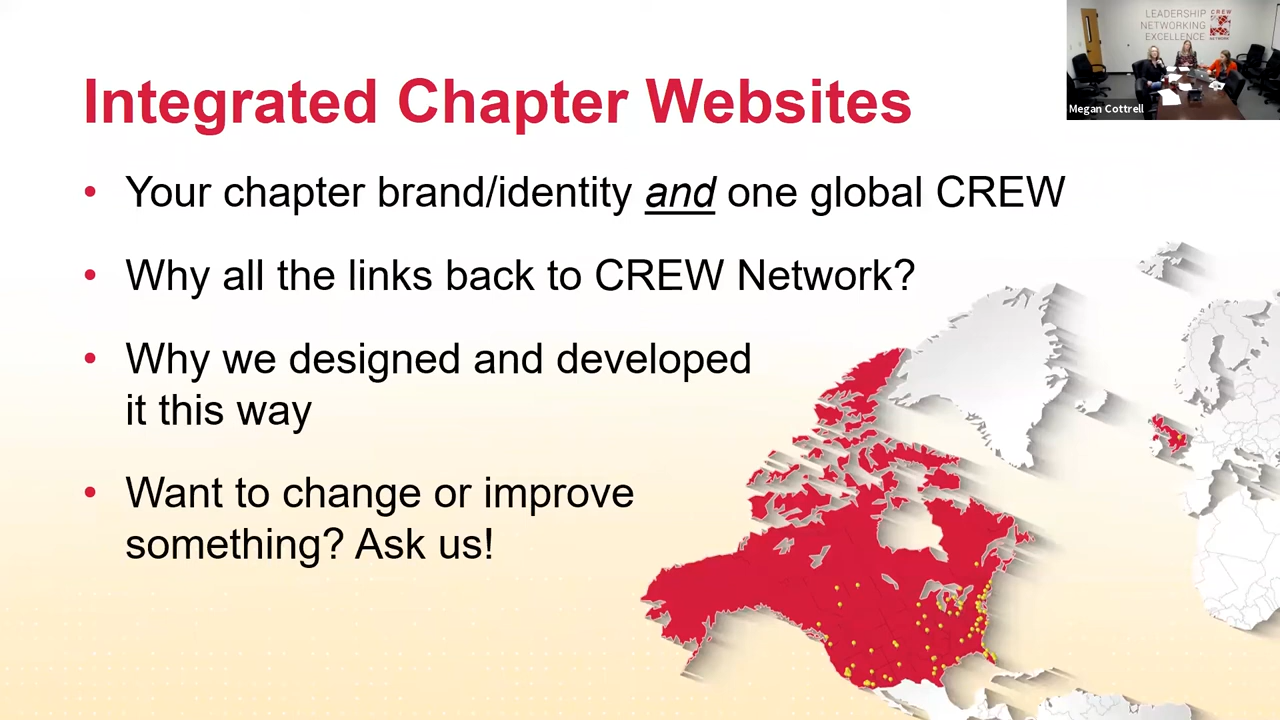 Integrated Chapter Websites
• Your chapter brand/identity and one global CREW
• Why all the links back to CREW Network?
• Why we designed and developed
it this way
• Want to change or improve
something? Ask us!
LEADERSHIP
NETWORKING
EXCELLENCE
CREW
NETWORK
Megan Cottrell